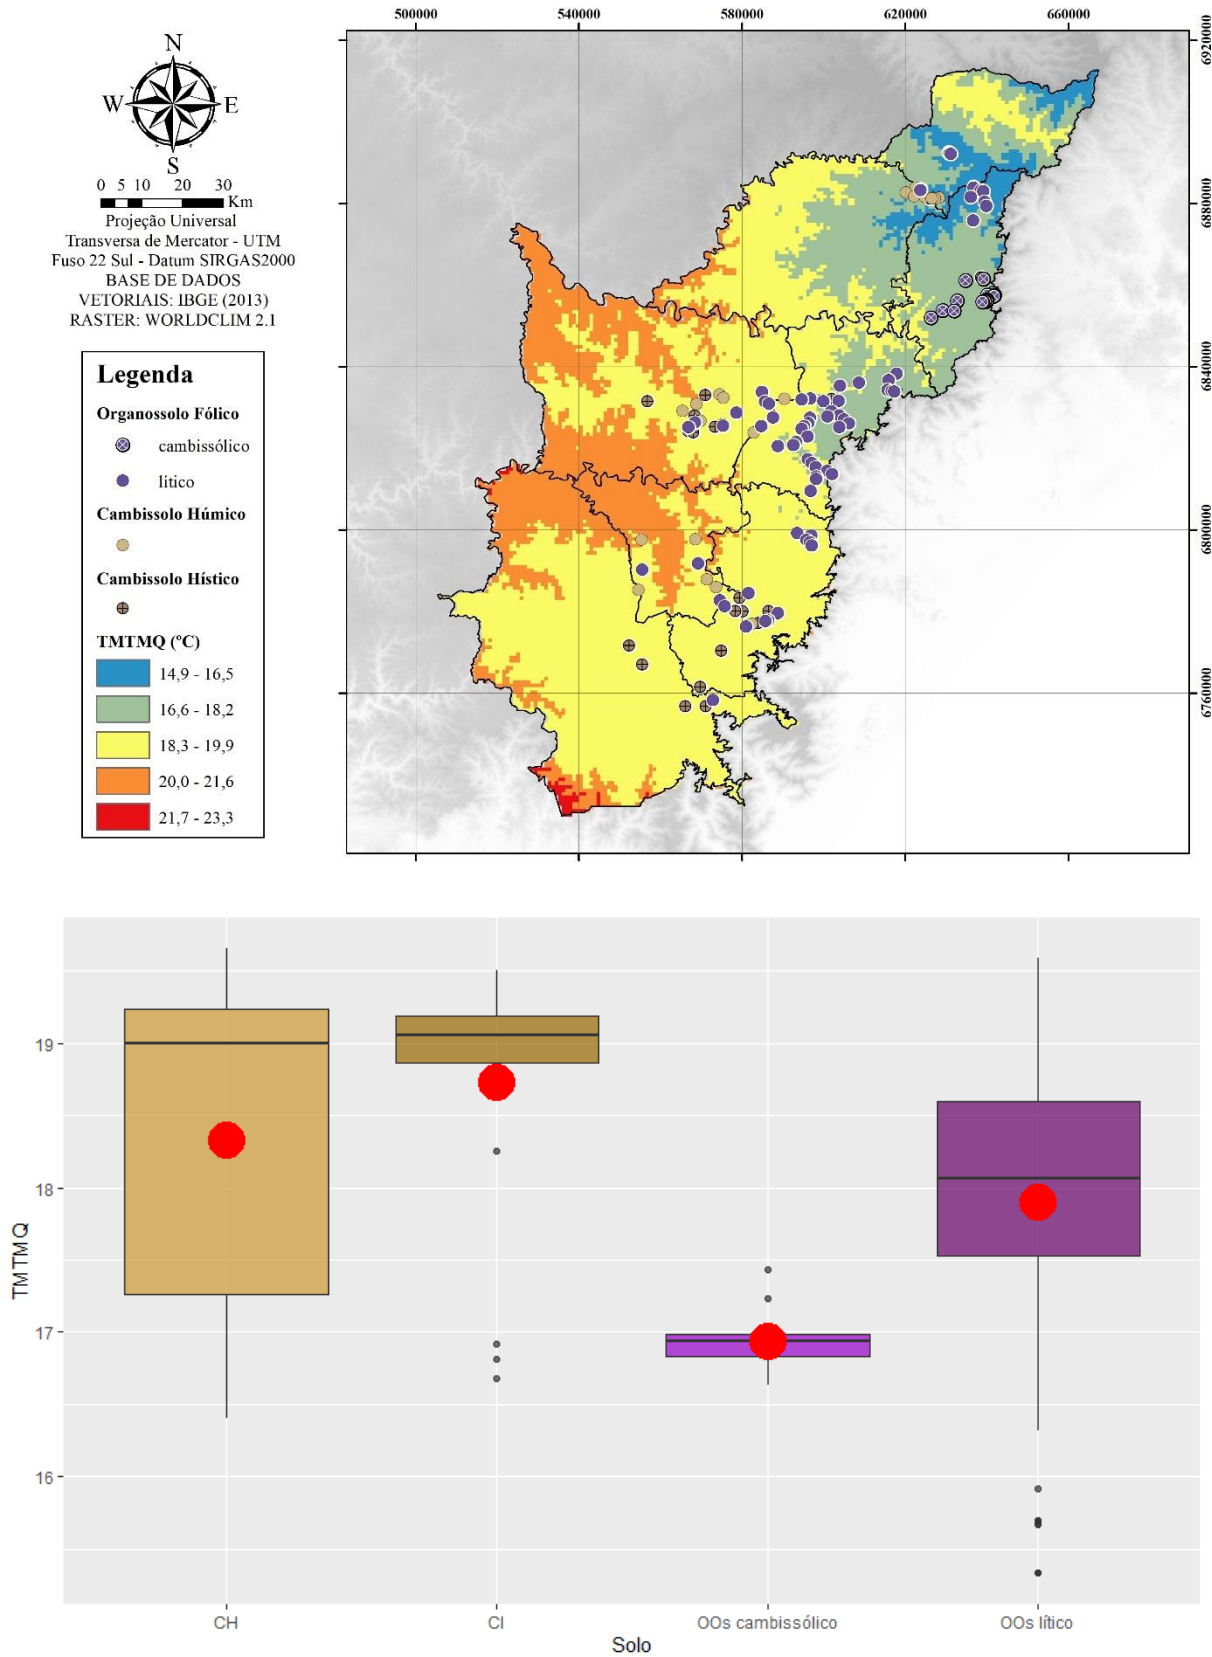 500000 540000 580000 620000 660000
6920000
6880000
6840000
6800000
6760000
N
W E
S
0 5 10 20 30
Km
Projeção Universal
Transversa de Mercator - UTM
Fuso 22 Sul - Datum SIRGAS2000
BASE DE DADOS
VETORIAIS: IBGE (2013)
RASTER: WORLDCLIM 2.1
Legenda
Organossolo Fólico
cambissólico
lítico
Cambissolo Húmico
Cambissolo Hístico
TMTMQ (ºC)
14,9 - 16,5
16,6 - 18,2
18,3 - 19,9
20,0 - 21,6
21,7 - 23,3
TMTMQ
19
18
17
16
CH CI OOs cambissólico OOs lítico
Solo